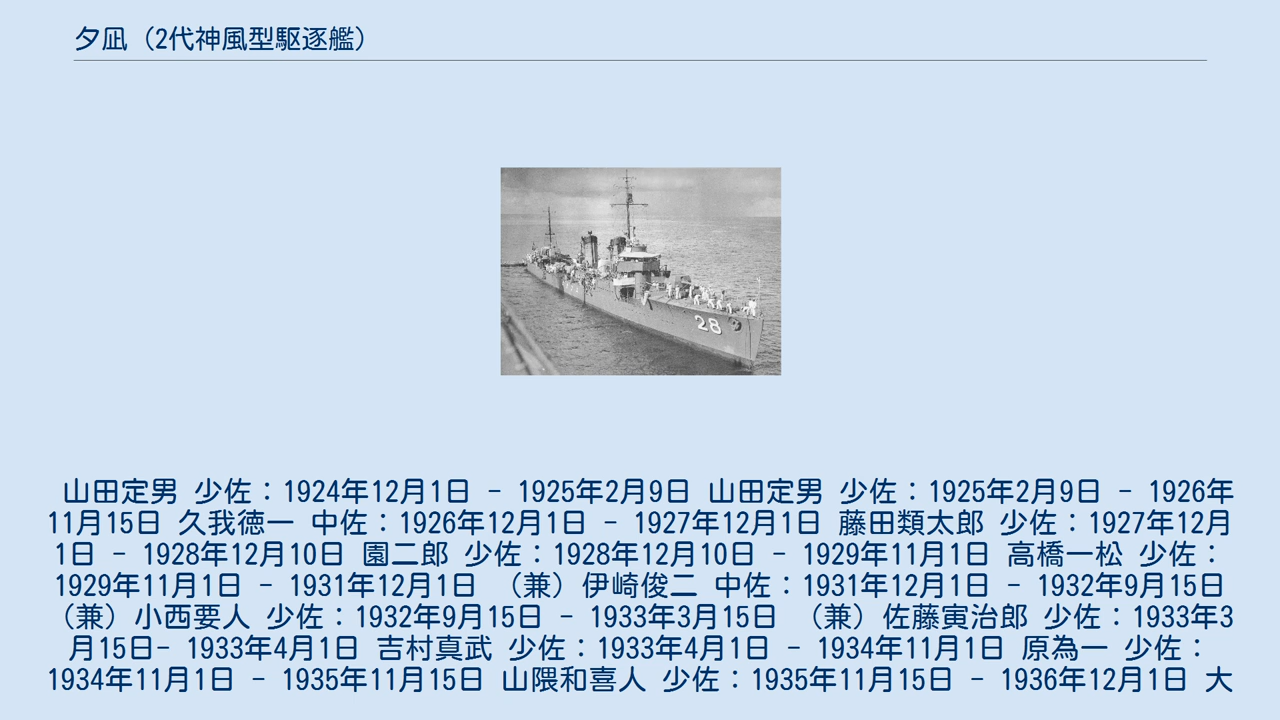 夕凪（2代神風型駆逐艦）
28
山田定男 少佐：1924年12月1日 - 1925年2月9日 山田定男 少佐：1925年2月9日 - 1926年
11月15日 久我徳一 中佐：1926年12月1日 - 1927年12月1日 藤田類太郎 少佐：1927年12月
1日 - 1928年12月10日 園二郎 少佐：1928年12月10日 - 1929年11月1日 高橋一松 少佐：
1929年11月1日 - 1931年12月1日 （兼）伊崎俊二 中佐：1931年12月1日 - 1932年9月15日
（兼）小西要人 少佐：1932年9月15日 - 1933年3月15日 （兼）佐藤寅治郎 少佐：1933年3
月15日- 1933年4月1日 吉村真武 少佐：1933年4月1日 - 1934年11月1日 原為一 少佐：
1934年11月1日 - 1935年11月15日 山隈和喜人 少佐：1935年11月15日 - 1936年12月1日 大